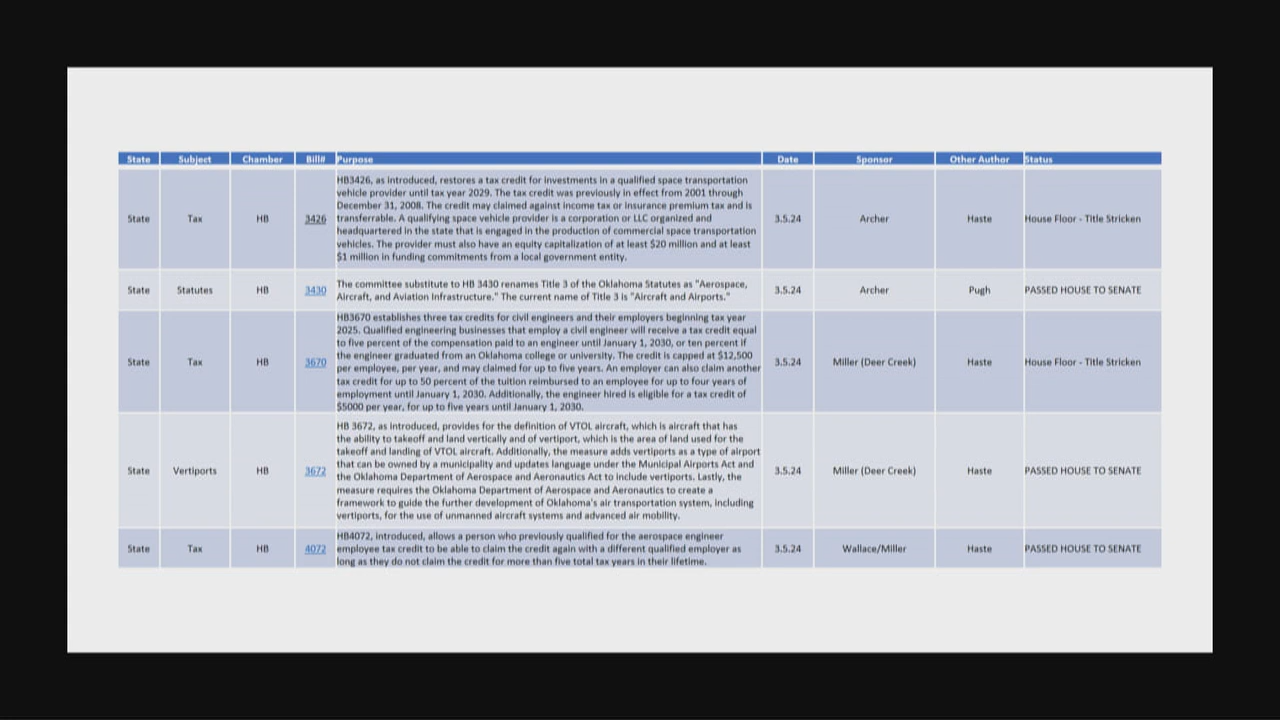 State Subject Chamber Bill# Purpose Date Sponsor Other Author Status
HB3426, as introduced, restores a tax credit for investments in a qualified space transportation
vehicle provider until tax year 2029. The tax credit was previously in effect from 2001 through
December 31, 2008. The credit may claimed against income tax or insurance premium tax and is
State Tax HB 3426 transferrable. A qualifying space vehicle provider is a corporation or LLC organized and 3.5.24 Archer Haste House Floor - Title Stricken
headquartered in the state that is engaged in the production of commercial space transportation
vehicles. The provider must also have an equity capitalization of at least $20 million and at least
$1 million in funding commitments from a local government entity.
State Statutes HB 3430 The committee substitute to HB 3430 renames Title 3 of the Oklahoma Statutes as "Aerospace, 3.5.24 Archer Pugh PASSED HOUSE TO SENATE
Aircraft, and Aviation Infrastructure." The current name of Title 3 is "Aircraft and Airports."
HB3670 establishes three tax credits for civil engineers and their employers beginning tax year
2025. Qualified engineering businesses that employ a civil engineer will receive a tax credit equal
to five percent of the compensation paid to an engineer until January 1, 2030, or ten percent if
the engineer graduated from an Oklahoma college or university. The credit is capped at $12,500
State Tax HB 3670 per employee, per year, and may claimed for up to five years. An employer can also claim another 3.5.24 Miller (Deer Creek) Haste House Floor - Title Stricken
tax credit for up to 50 percent of the tuition reimbursed to an employee for up to four years of
employment until January 1, 2030. Additionally, the engineer hired is eligible for a tax credit of
$5000 per year, for up to five years until January 1, 2030.
HB 3672, as introduced, provides for the definition of VTOL aircraft, which is aircraft that has
the ability to takeoff and land vertically and of vertiport, which is the area of land used for the
takeoff and landing of VTOL aircraft. Additionally, the measure adds vertiports as a type of airport
that can be owned by a municipality and updates language under the Municipal Airports Act and
State Vertiports HB 3672 the Oklahoma Department of Aerospace and Aeronautics Act to include vertiports. Lastly, the 3.5.24 Miller (Deer Creek) Haste PASSED HOUSE TO SENATE
measure requires the Oklahoma Department of Aerospace and Aeronautics to create a
framework to guide the further development of Oklahoma's air transportation system, including
vertiports, for the use of unmanned aircraft systems and advanced air mobility.
HB4072, introduced, allows a person who previously qualified for the aerospace engineer
State Tax HB 4072 employee tax credit to be able to claim the credit again with a different qualified employer as 3.5.24 Wallace/Miller Haste PASSED HOUSE TO SENATE
long as they do not claim the credit for more than five total tax years in their lifetime.